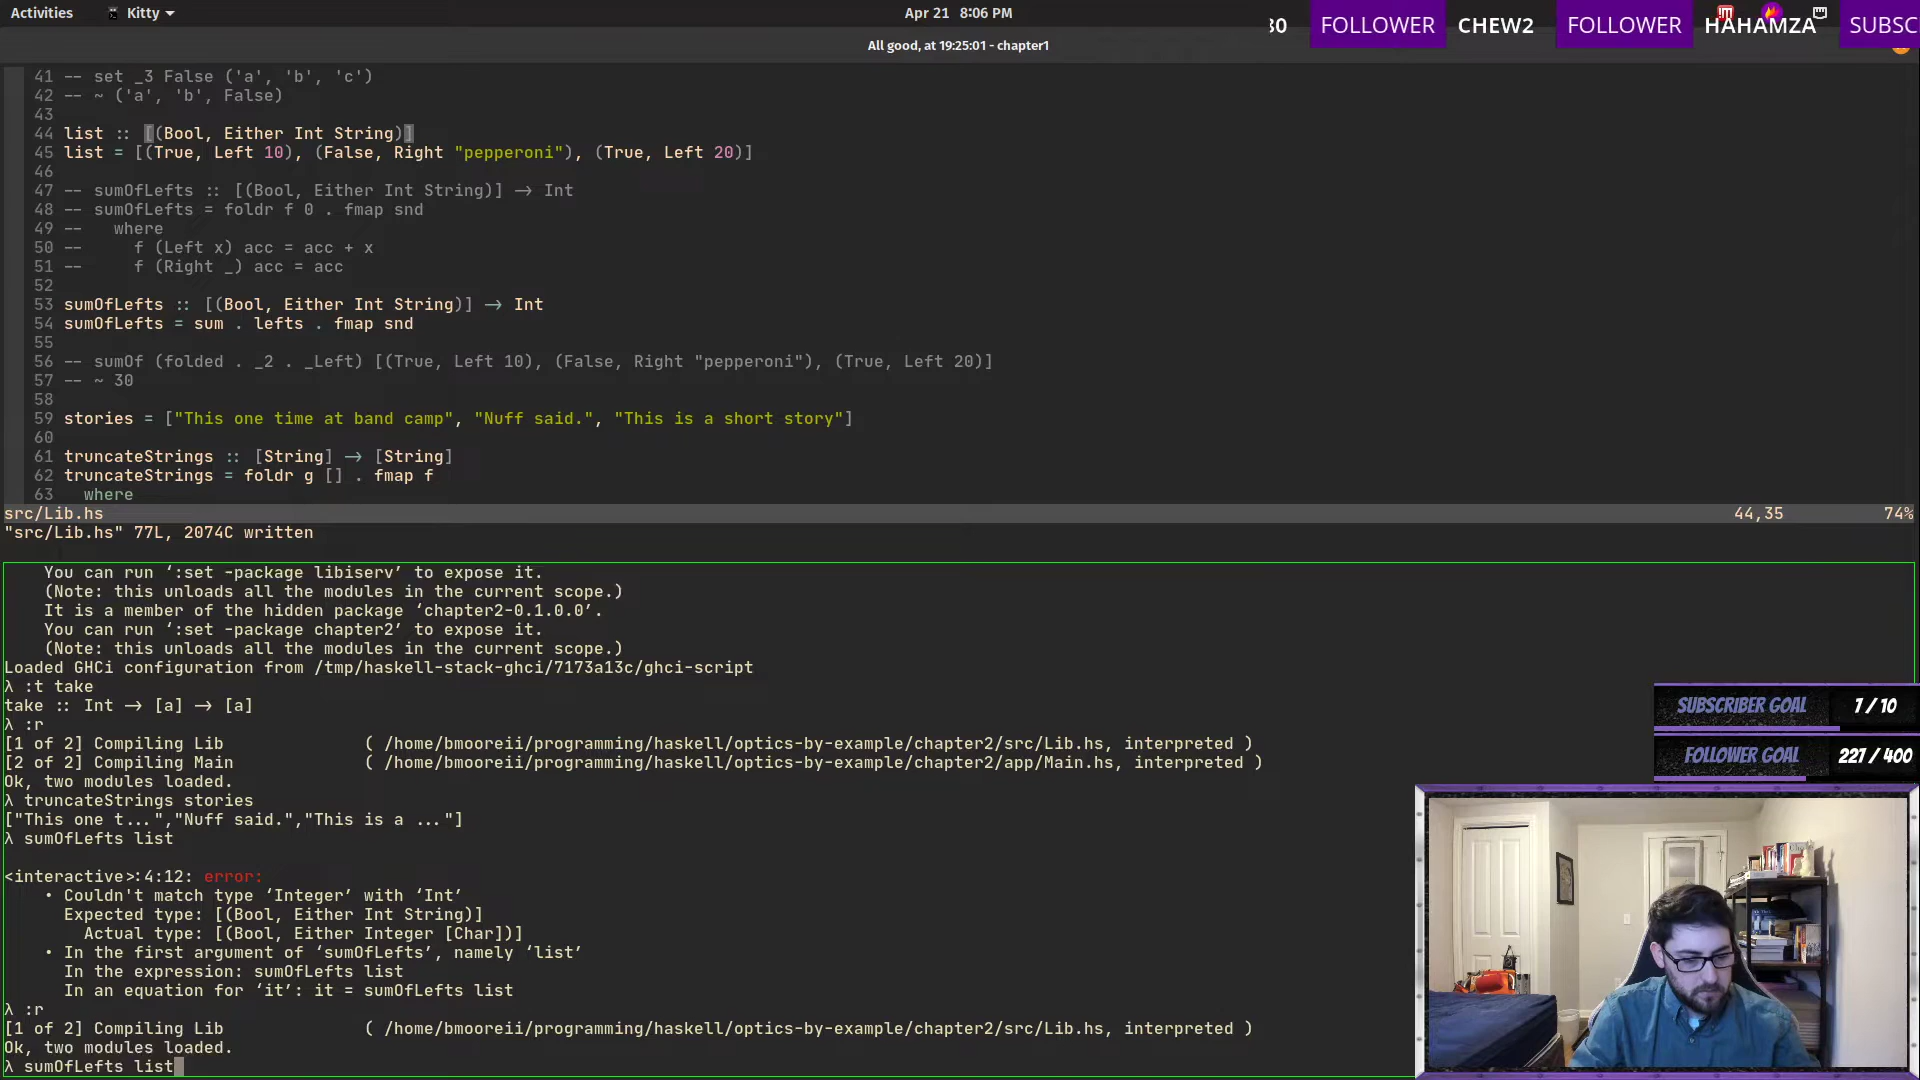 Activities Kitty Apr 21 8:06 PM
30 FOLLOWER CHEW2 FOLLOWER HAHAMZA SUBSC
All good, at 19:25:01 - chapter1
41 -- set _3 False ('a', 'b', 'c')
42 -- ~ ('a', 'b', False)
43
44 list :: [(Bool, Either Int String)]
45 list = [(True, Left 10), (False, Right "pepperoni"), (True, Left 20)]
46
47 -- sumOfLefts :: [(Bool, Either Int String)] → Int
48 -- sumOfLefts = foldr f 0 . fmap snd
49 --   where
50 --     f (Left x) acc = acc + x
51 --     f (Right _) acc = acc
52
53 sumOfLefts :: [(Bool, Either Int String)] → Int
54 sumOfLefts = sum . lefts . fmap snd
55
56 -- sumOf (folded . _2 . _Left) [(True, Left 10), (False, Right "pepperoni"), (True, Left 20)]
57 -- ~ 30
58
59 stories = ["This one time at band camp", "Nuff said.", "This is a short story"]
60
61 truncateStrings :: [String] → [String]
62 truncateStrings = foldr g [] . fmap f
63   where
src/Lib.hs 44,35 74%
"src/Lib.hs" 77L, 2074C written
You can run ‘:set -package libiserv’ to expose it.
(Note: this unloads all the modules in the current scope.)
It is a member of the hidden package ‘chapter2-0.1.0.0’.
You can run ‘:set -package chapter2’ to expose it.
(Note: this unloads all the modules in the current scope.)
Loaded GHCi configuration from /tmp/haskell-stack-ghci/7173a13c/ghci-script
λ :t take
take :: Int → [a] → [a]
λ :r
[1 of 2] Compiling Lib              ( /home/bmooreii/programming/haskell/optics-by-example/chapter2/src/Lib.hs, interpreted )
[2 of 2] Compiling Main             ( /home/bmooreii/programming/haskell/optics-by-example/chapter2/app/Main.hs, interpreted )
Ok, two modules loaded.
λ truncateStrings stories
["This one t...","Nuff said.","This is a ..."]
λ sumOfLefts list
<interactive>:4:12: error:
• Couldn't match type ‘Integer’ with ‘Int’
Expected type: [(Bool, Either Int String)]
Actual type: [(Bool, Either Integer [Char])]
• In the first argument of ‘sumOfLefts’, namely ‘list’
In the expression: sumOfLefts list
In an equation for ‘it’: it = sumOfLefts list
λ :r
[1 of 2] Compiling Lib              ( /home/bmooreii/programming/haskell/optics-by-example/chapter2/src/Lib.hs, interpreted )
Ok, two modules loaded.
λ sumOfLefts list
SUBSCRIBER GOAL 7 / 10
FOLLOWER GOAL 227 / 400